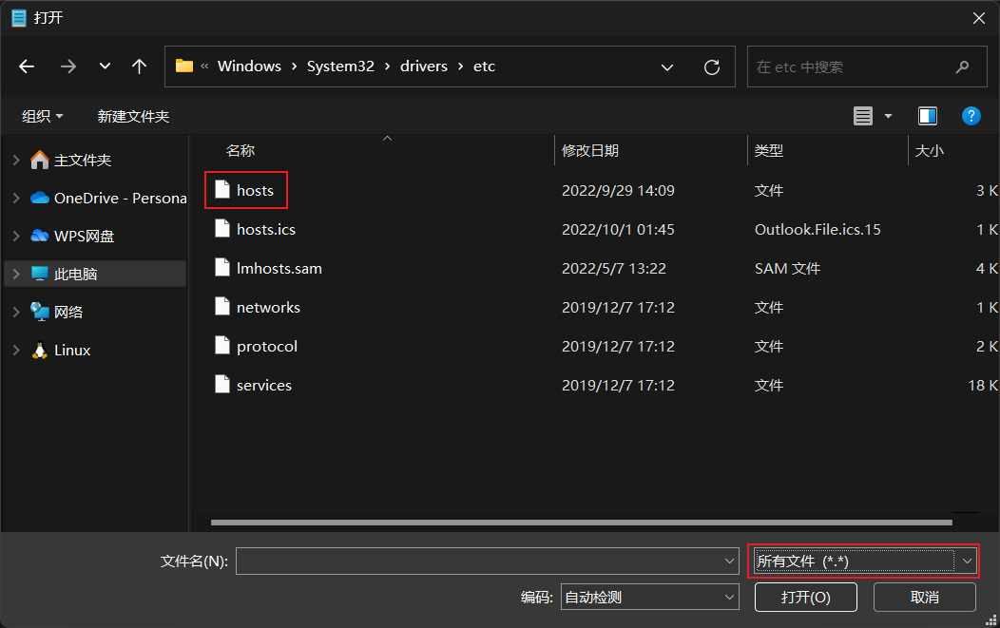 打开
« Windows › System32 › drivers › etc
在 etc 中搜索
组织 新建文件夹
主文件夹
OneDrive - Persona
WPS网盘
此电脑
网络
Linux
名称 修改日期 类型 大小
hosts 2022/9/29 14:09 文件 3 K
hosts.ics 2022/10/1 01:45 Outlook.File.ics.15 1 K
lmhosts.sam 2022/5/7 13:22 SAM 文件 4 K
networks 2019/12/7 17:12 文件 1 K
protocol 2019/12/7 17:12 文件 2 K
services 2019/12/7 17:12 文件 18 K
文件名(N): 所有文件 (*.*)
编码: 自动检测 打开(O) 取消